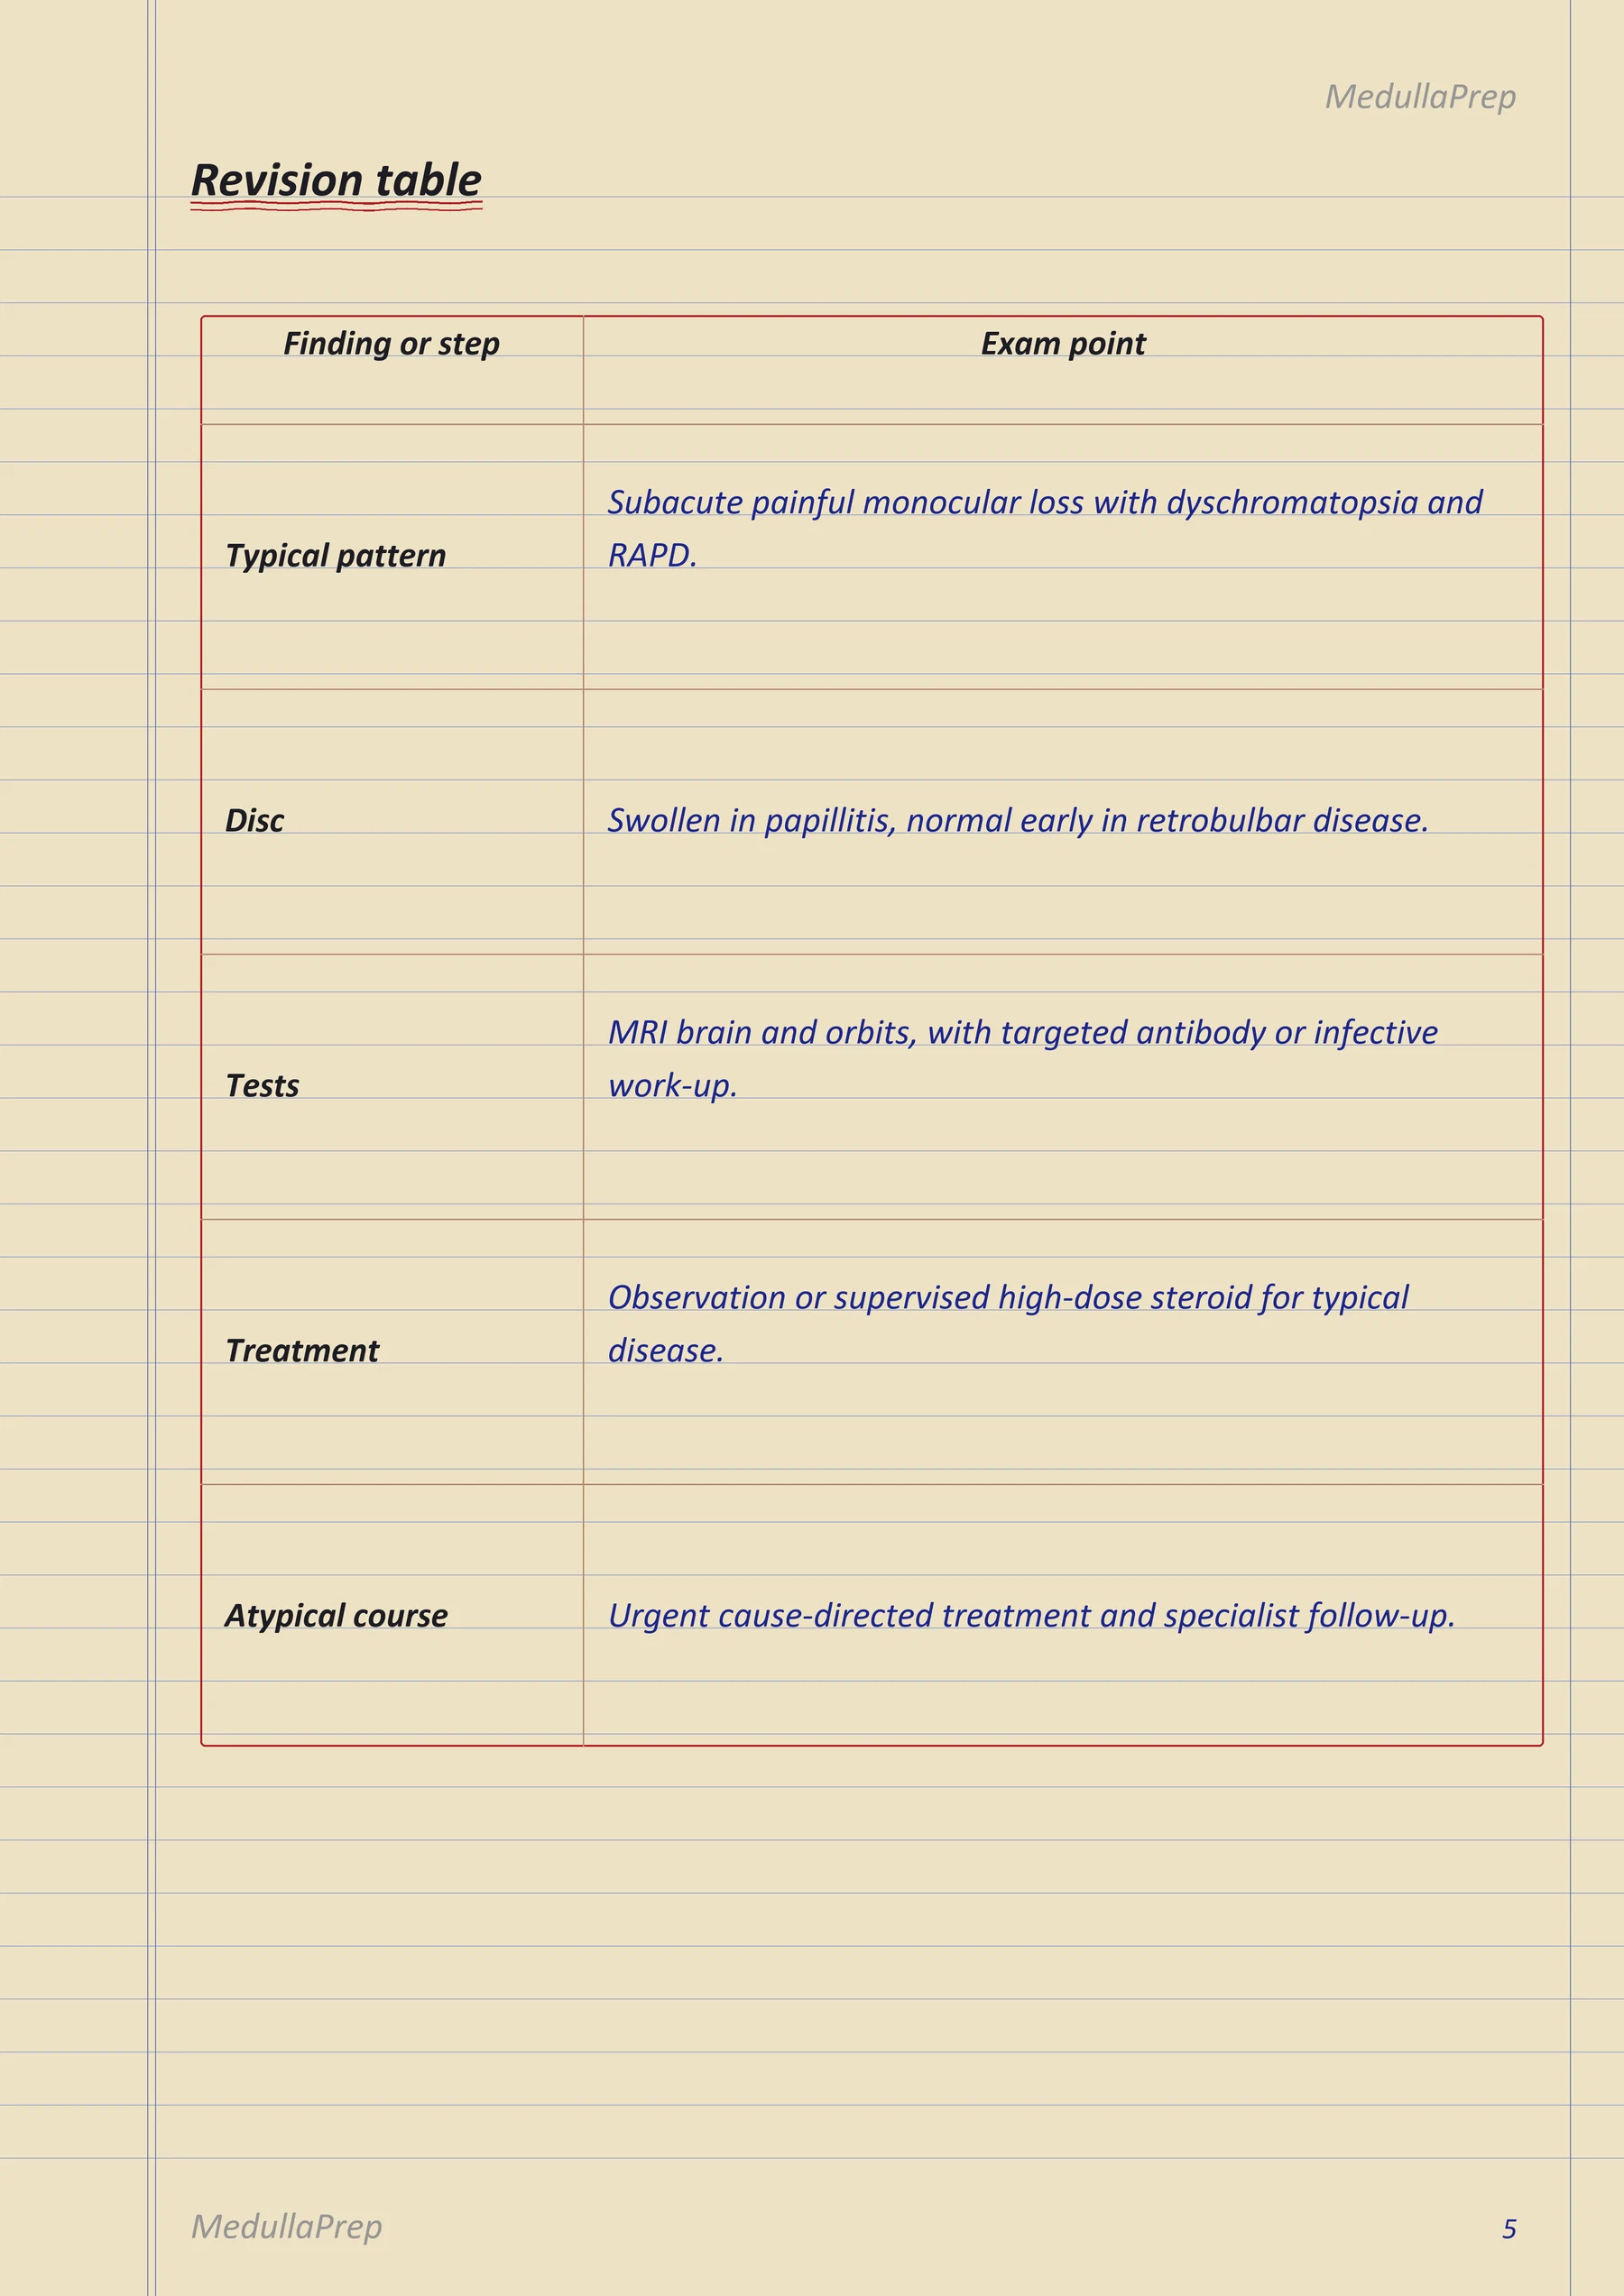 MedullaPrep
Revision table
Finding or step
Exam point
Typical pattern
Subacute painful monocular loss with dyschromatopsia and
RAPD.
Disc
Swollen in papillitis, normal early in retrobulbar disease.
Tests
MRI brain and orbits, with targeted antibody or infective
work-up.
Treatment
Observation or supervised high-dose steroid for typical
disease.
Atypical course
Urgent cause-directed treatment and specialist follow-up.
MedullaPrep
5